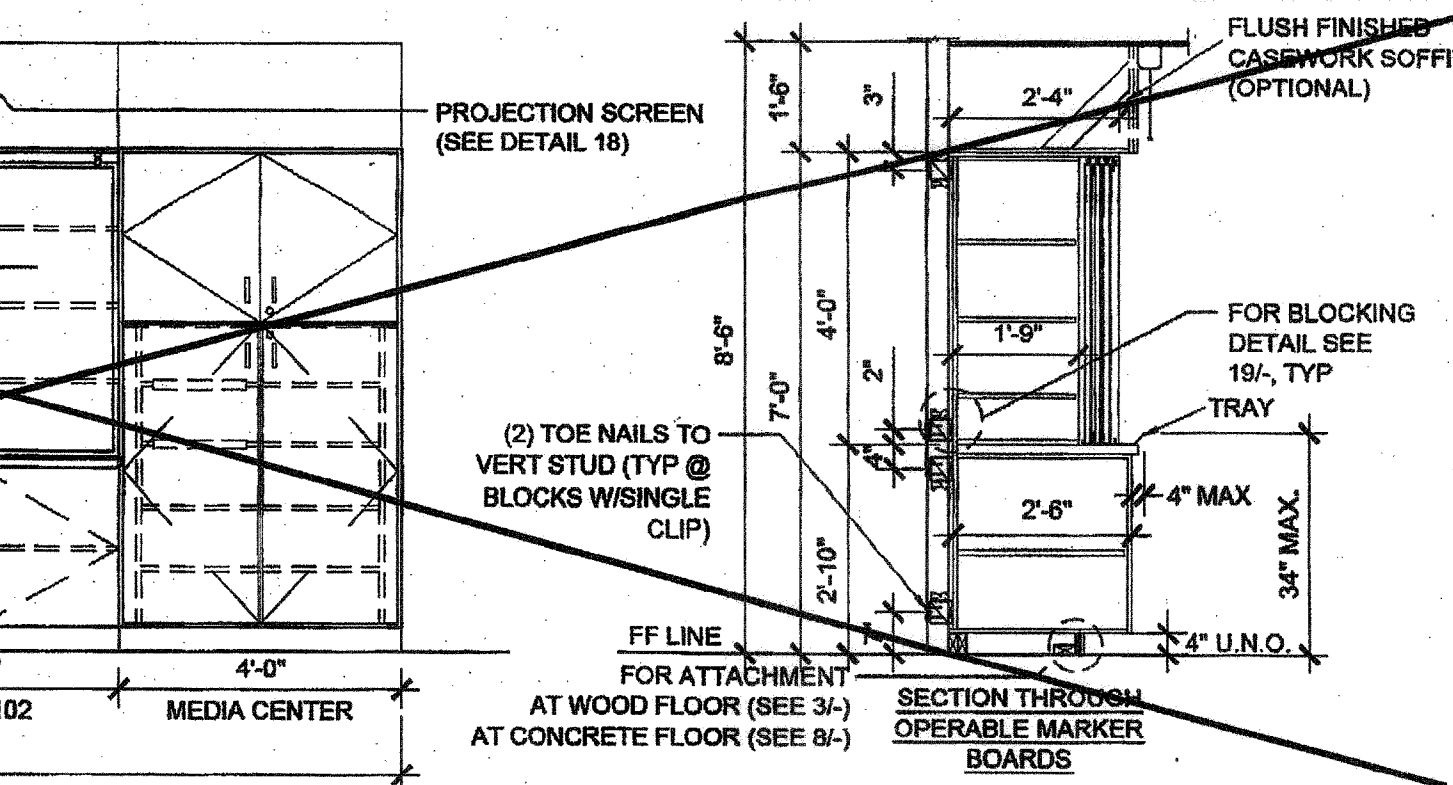 PROJECTION SCREEN
(SEE DETAIL 18)
4'-0"
102
MEDIA CENTER
FLUSH FINISHED
CASEWORK SOFFI
(OPTIONAL)
1'-6"
3"
2'-4"
8'-6"
7'-0"
4'-0"
2"
1'-9"
FOR BLOCKING
DETAIL SEE
19/-, TYP
TRAY
(2) TOE NAILS TO
VERT STUD (TYP @
BLOCKS W/SINGLE
CLIP)
4"
2'-6"
4" MAX
34" MAX.
2'-10"
4" U.N.O.
FF LINE
FOR ATTACHMENT
AT WOOD FLOOR (SEE 3/-)
AT CONCRETE FLOOR (SEE 8/-)
SECTION THROUGH
OPERABLE MARKER
BOARDS